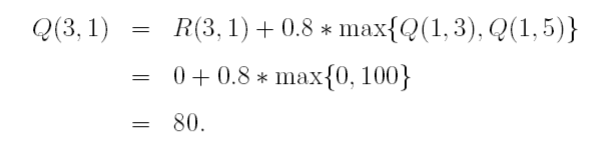 Q(3, 1) = R(3, 1) + 0.8 ∗ max{Q(1, 3), Q(1, 5)}
= 0 + 0.8 ∗ max{0, 100}
= 80.